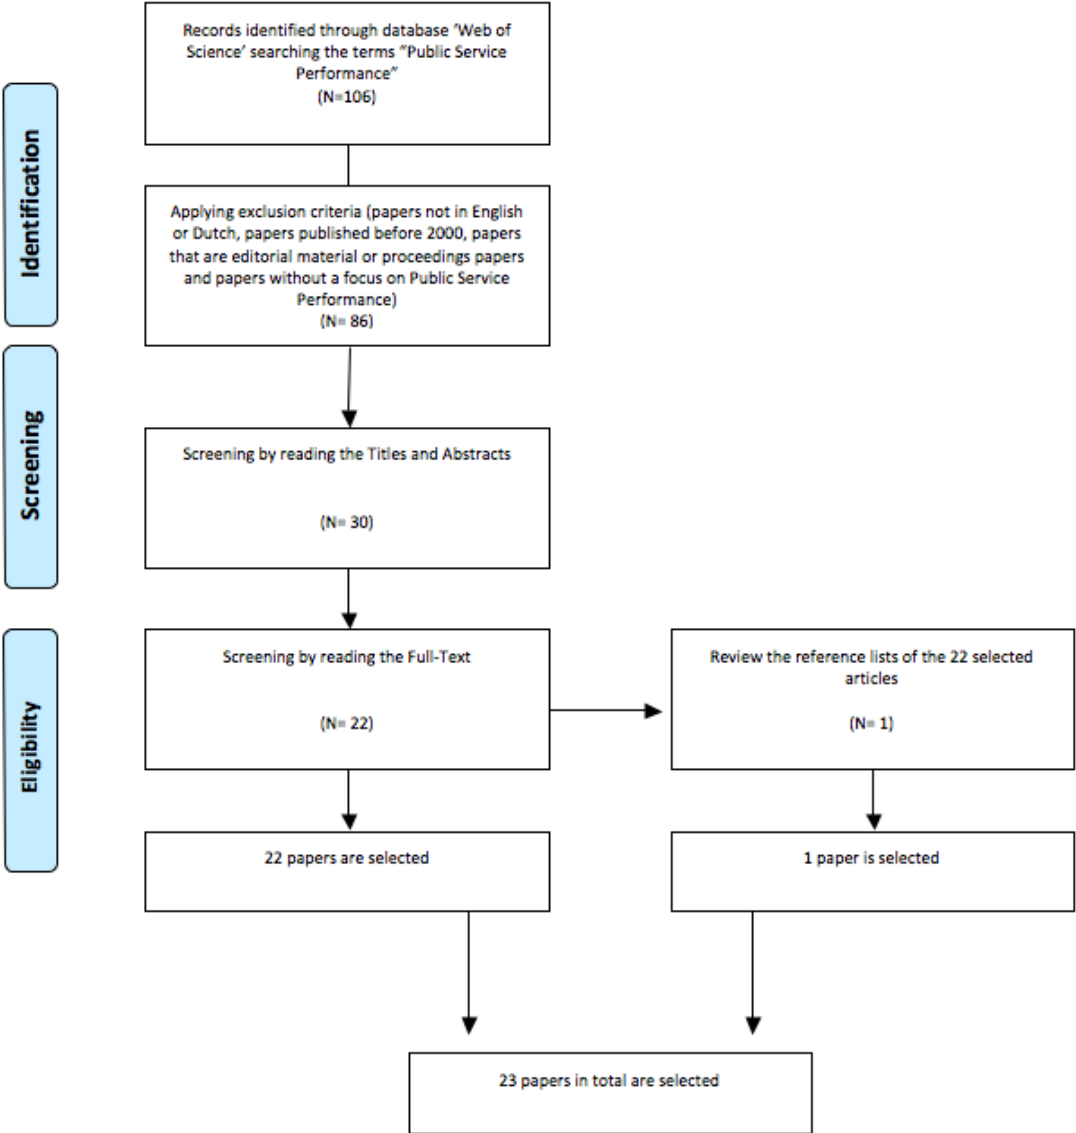 Records identified through database ‘Web of
Science’ searching the terms “Public Service
Performance”
(N=106)
Identification
Applying exclusion criteria (papers not in English
or Dutch, papers published before 2000, papers
that are editorial material or proceedings papers
and papers without a focus on Public Service
Performance)
(N= 86)
Screening
Screening by reading the Titles and Abstracts
(N= 30)
Eligibility
Screening by reading the Full-Text
(N= 22)
Review the reference lists of the 22 selected
articles
(N= 1)
22 papers are selected
1 paper is selected
23 papers in total are selected